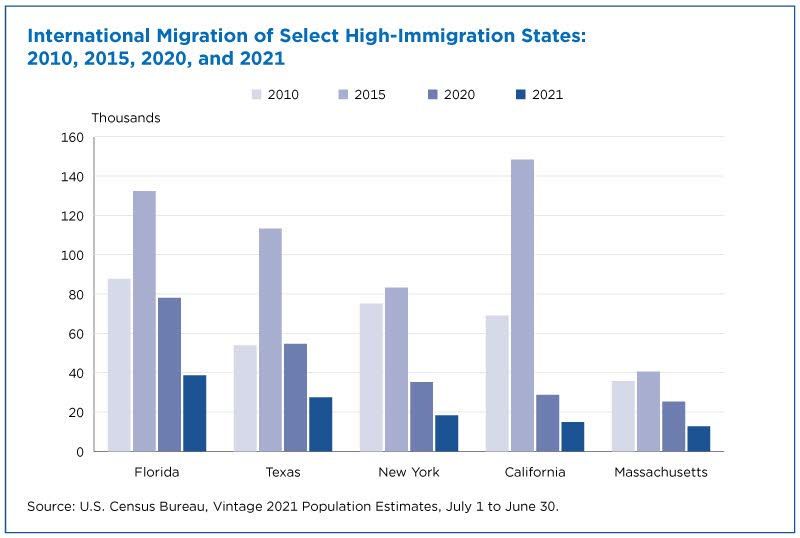 International Migration of Select High-Immigration States:
2010, 2015, 2020, and 2021
2010 2015 2020 2021
Thousands
160
140
120
100
80
60
40
20
0
Florida Texas New York California Massachusetts
Source: U.S. Census Bureau, Vintage 2021 Population Estimates, July 1 to June 30.